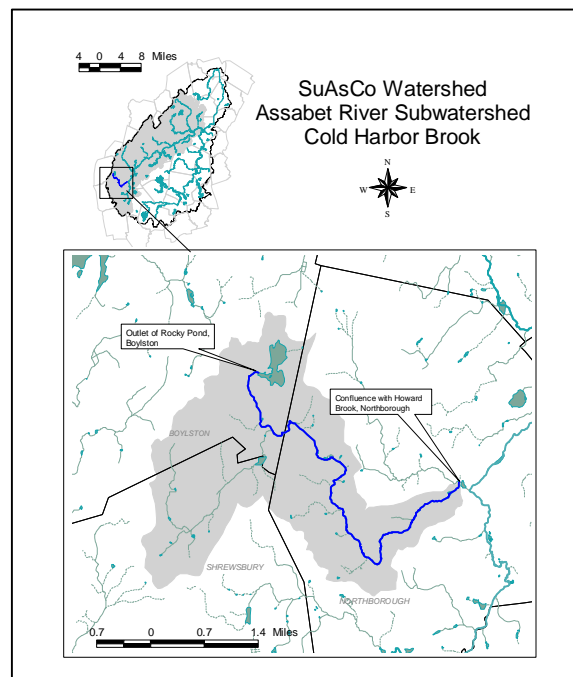 4 0 4 8 Miles
SuAsCo Watershed
Assabet River Subwatershed
Cold Harbor Brook
N
W E
S
Outlet of Rocky Pond,
Boylston
Confluence with Howard
Brook, Northborough
BOYLSTON
SHREWSBURY
NORTHBOROUGH
0.7 0 0.7 1.4 Miles